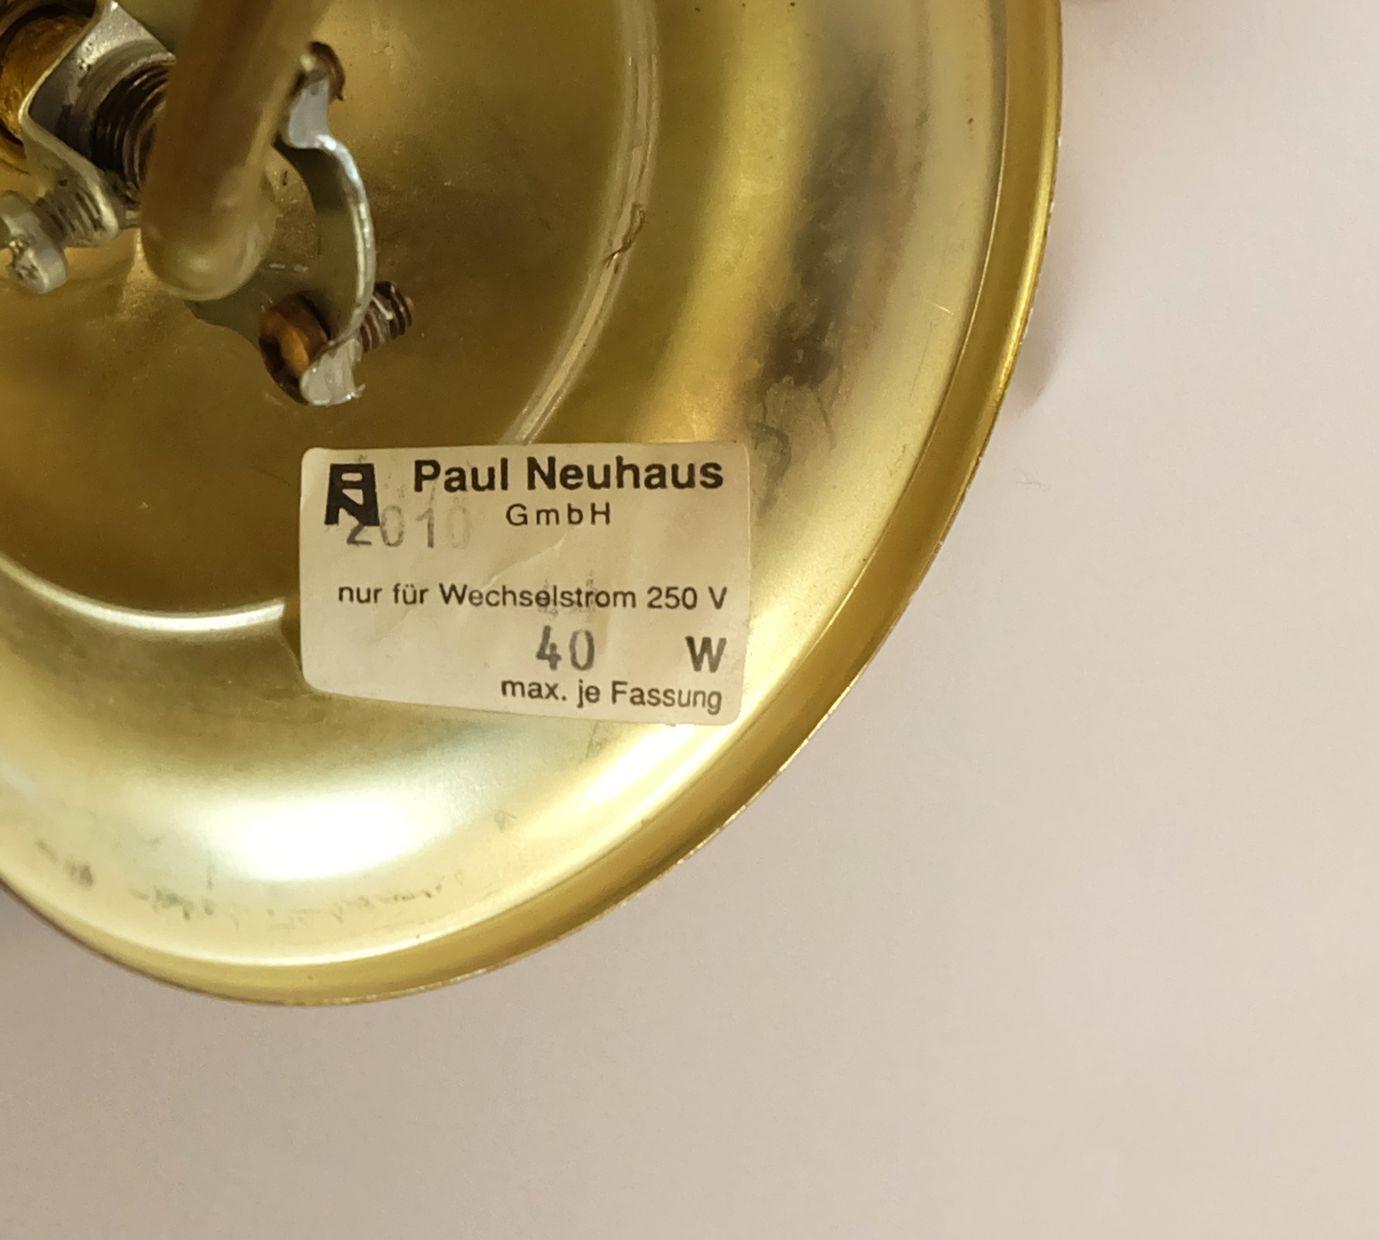 Paul Neuhaus
GmbH
2010
nur für Wechselstrom 250 V
40 W
max. je Fassung